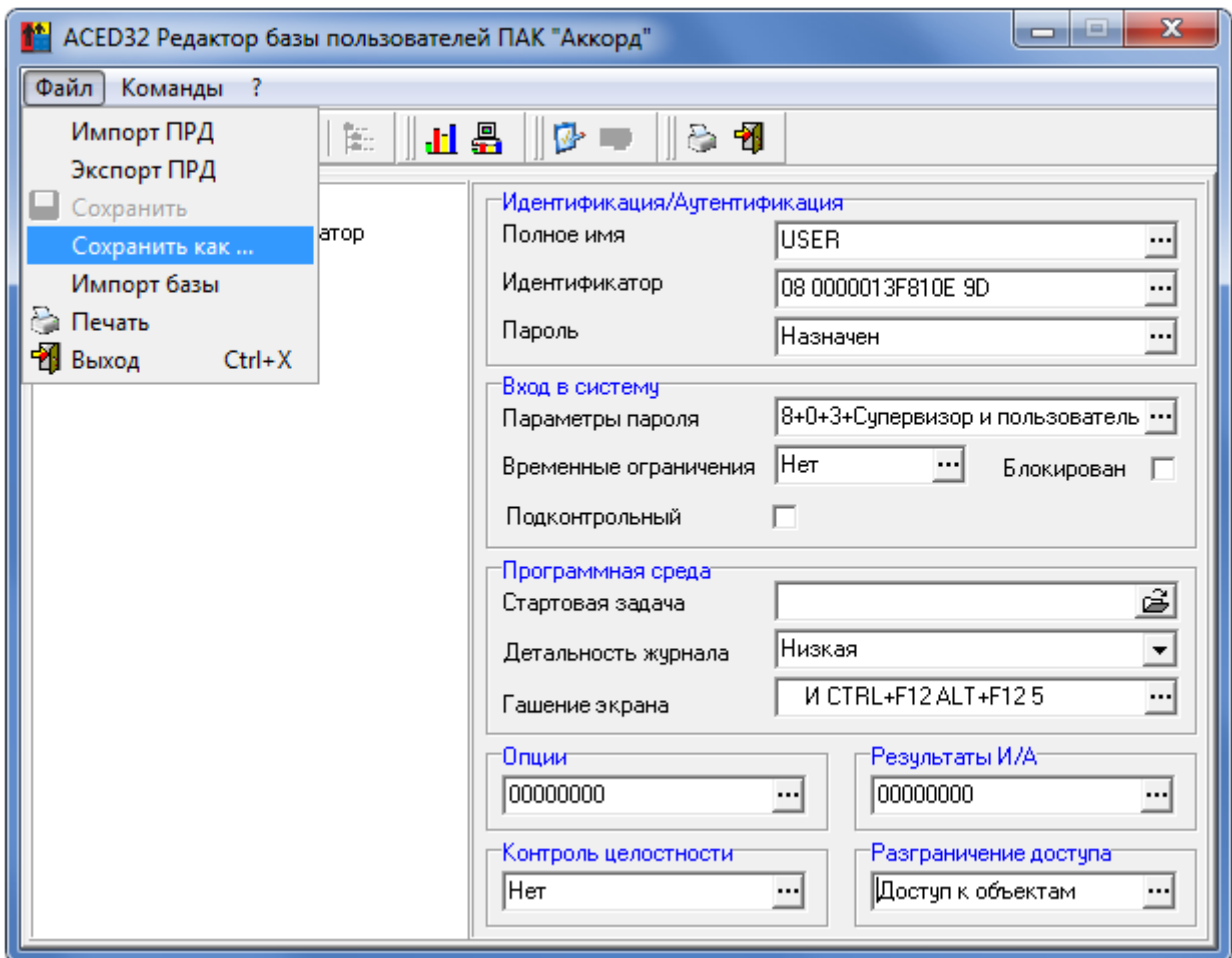 ACED32 Редактор базы пользователей ПАК "Аккорд"
Файл Команды ?
Импорт ПРД
Экспорт ПРД
Сохранить
Сохранить как ...
Импорт базы
Печать
Выход Ctrl+X
атор
Идентификация/Аутентификация
Полное имя USER ...
Идентификатор 08 0000013F810E 9D ...
Пароль Назначен ...
Вход в систему
Параметры пароля 8+0+3+Супервизор и пользователь ...
Временные ограничения Нет ... Блокирован
Подконтрольный
Программная среда
Стартовая задача
Детальность журнала Низкая
Гашение экрана И CTRL+F12 ALT+F12 5 ...
Опции Результаты И/А
00000000 ... 00000000 ...
Контроль целостности Разграничение доступа
Нет ... Доступ к объектам ...